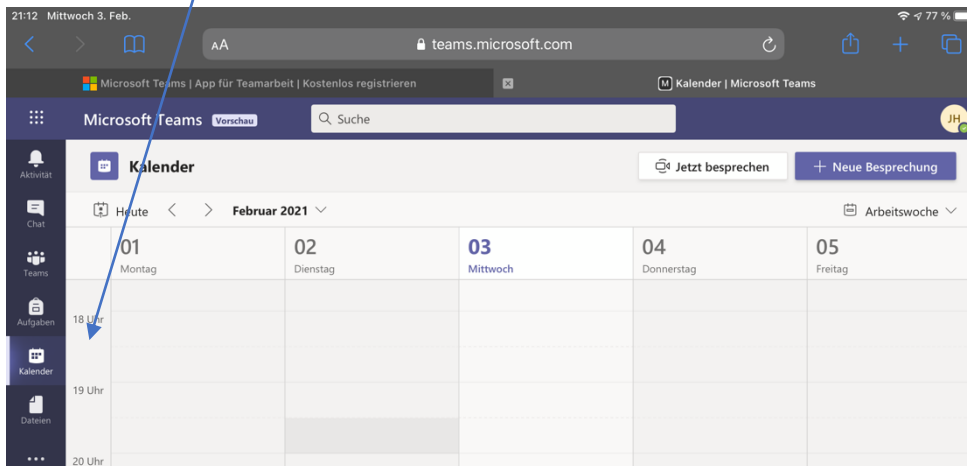 21:12 Mittwoch 3. Feb. 77 %
AA teams.microsoft.com
Microsoft Teams | App für Teamarbeit | Kostenlos registrieren M Kalender | Microsoft Teams
Microsoft Teams Vorschau Suche JH
Aktivität
Kalender Jetzt besprechen + Neue Besprechung
Chat
Heute Februar 2021 Arbeitswoche
Teams
01 02 03 04 05
Montag Dienstag Mittwoch Donnerstag Freitag
Aufgaben
18 Uhr
Kalender
19 Uhr
Dateien
20 Uhr